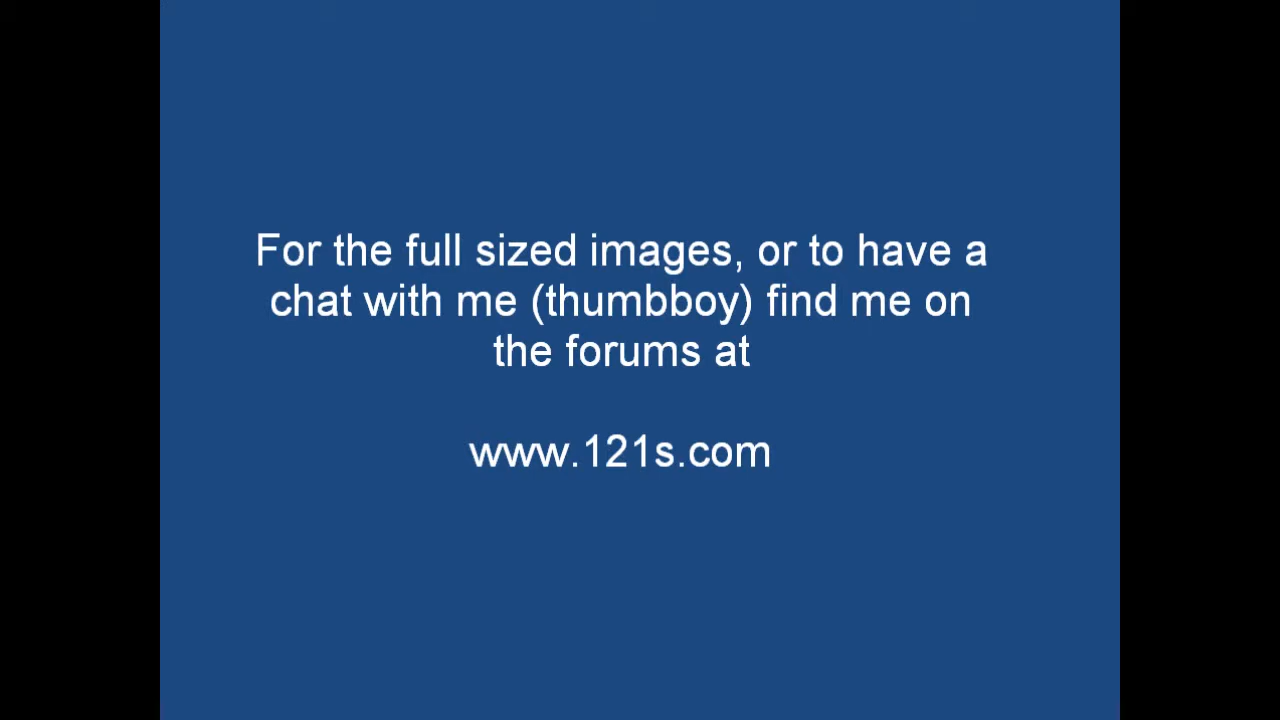 For the full sized images, or to have a
chat with me (thumbboy) find me on
the forums at
www.121s.com